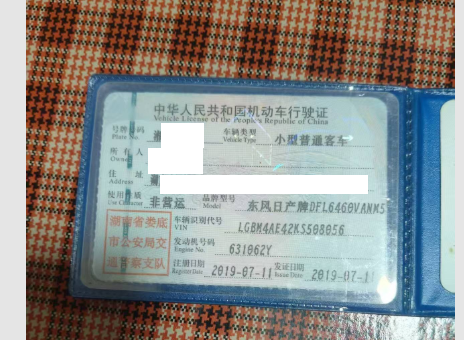 中华人民共和国机动车行驶证
Vehicle License of the People's Republic of China
号牌号码 车辆类型 小型普通客车
Plate No. Vehicle Type
所有人
Owner
住 址
Address
使用性质 非营运 品牌型号 东风日产牌DFL6460VANM5
Use Character Model
湖南省娄底 车辆识别代号 LGBM4AE42KS508056
VIN
市公安局交 发动机号码 631062Y
Engine No.
通警察支队 注册日期 2019-07-11 发证日期 2019-07-11
Register Date Issue Date